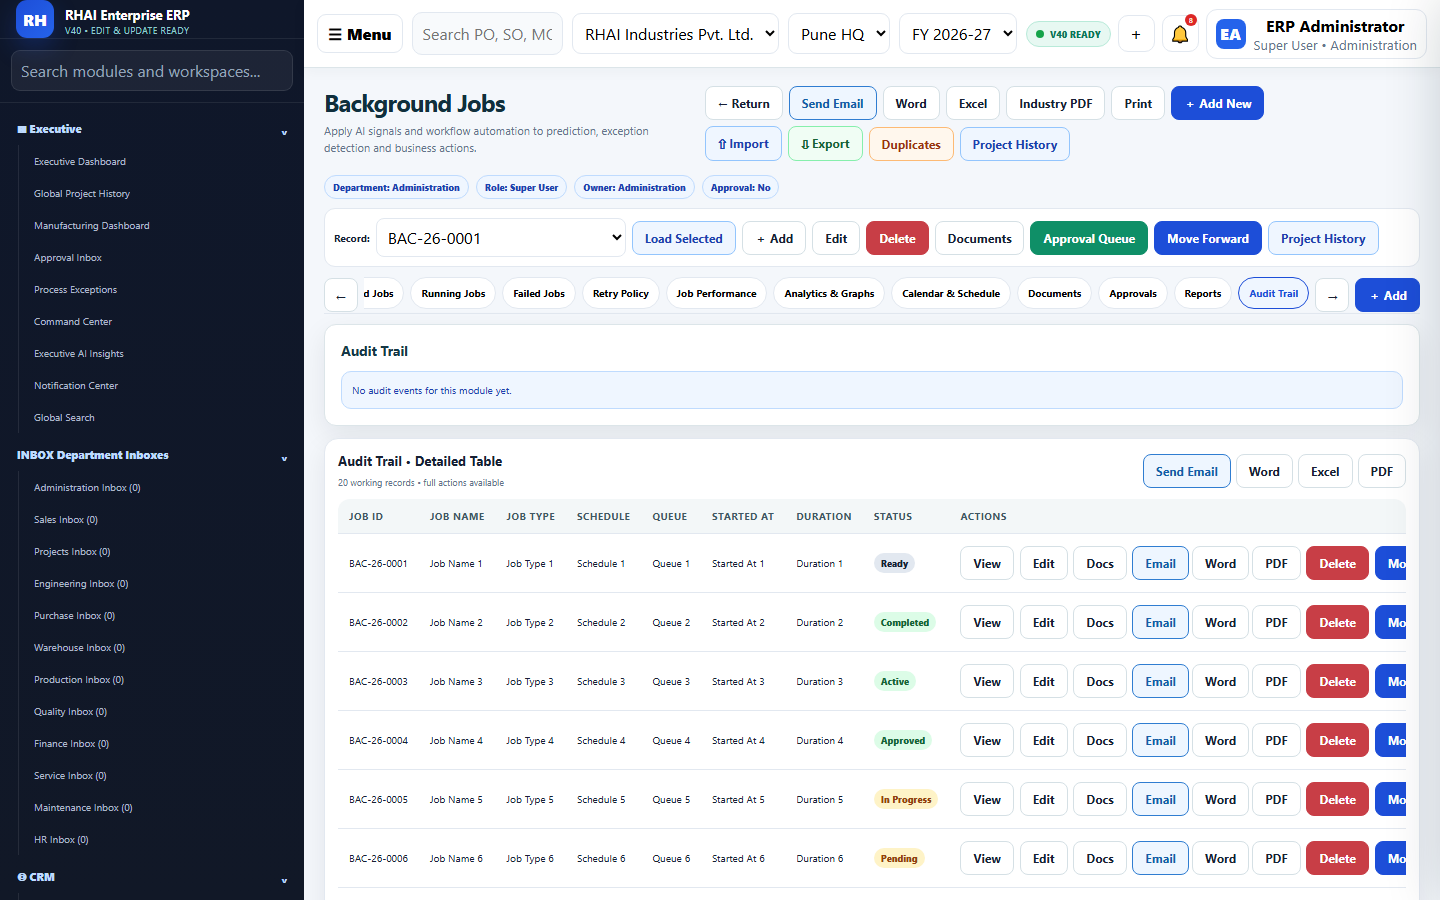 RH
RHAI Enterprise ERP
V40 • EDIT & UPDATE READY
Search modules and workspaces...
Executive
Executive Dashboard
Global Project History
Manufacturing Dashboard
Approval Inbox
Process Exceptions
Command Center
Executive AI Insights
Notification Center
Global Search
INBOX Department Inboxes
Administration Inbox (0)
Sales Inbox (0)
Projects Inbox (0)
Engineering Inbox (0)
Purchase Inbox (0)
Warehouse Inbox (0)
Production Inbox (0)
Quality Inbox (0)
Finance Inbox (0)
Service Inbox (0)
Maintenance Inbox (0)
HR Inbox (0)
CRM
☰ Menu
Search PO, SO, MO
RHAI Industries Pvt. Ltd.
Pune HQ
FY 2026-27
V40 READY
+
8
EA
ERP Administrator
Super User • Administration
Background Jobs
Apply AI signals and workflow automation to prediction, exception
detection and business actions.
← Return
Send Email
Word
Excel
Industry PDF
Print
+ Add New
⇧ Import
⇩ Export
Duplicates
Project History
Department: Administration
Role: Super User
Owner: Administration
Approval: No
Record:
BAC-26-0001
Load Selected
+ Add
Edit
Delete
Documents
Approval Queue
Move Forward
Project History
←
d Jobs
Running Jobs
Failed Jobs
Retry Policy
Job Performance
Analytics & Graphs
Calendar & Schedule
Documents
Approvals
Reports
Audit Trail
→
+ Add
Audit Trail
No audit events for this module yet.
Audit Trail • Detailed Table
20 working records • full actions available
Send Email
Word
Excel
PDF
JOB ID JOB NAME JOB TYPE SCHEDULE QUEUE STARTED AT DURATION STATUS ACTIONS
BAC-26-0001 Job Name 1 Job Type 1 Schedule 1 Queue 1 Started At 1 Duration 1 Ready View Edit Docs Email Word PDF Delete Mo
BAC-26-0002 Job Name 2 Job Type 2 Schedule 2 Queue 2 Started At 2 Duration 2 Completed View Edit Docs Email Word PDF Delete Mo
BAC-26-0003 Job Name 3 Job Type 3 Schedule 3 Queue 3 Started At 3 Duration 3 Active View Edit Docs Email Word PDF Delete Mo
BAC-26-0004 Job Name 4 Job Type 4 Schedule 4 Queue 4 Started At 4 Duration 4 Approved View Edit Docs Email Word PDF Delete Mo
BAC-26-0005 Job Name 5 Job Type 5 Schedule 5 Queue 5 Started At 5 Duration 5 In Progress View Edit Docs Email Word PDF Delete Mo
BAC-26-0006 Job Name 6 Job Type 6 Schedule 6 Queue 6 Started At 6 Duration 6 Pending View Edit Docs Email Word PDF Delete Mo